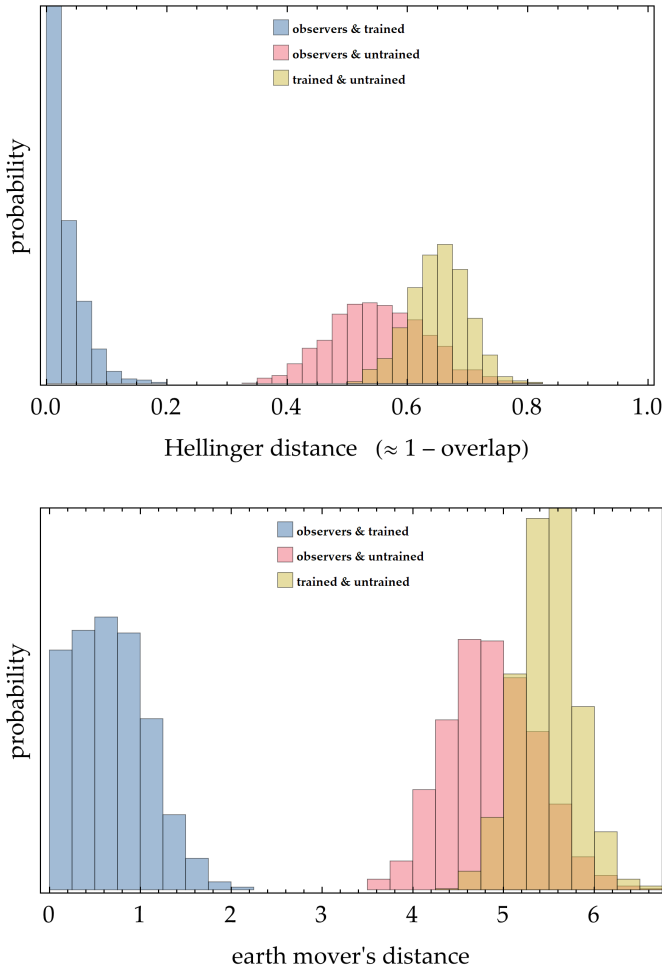 observers & trained
observers & untrained
trained & untrained
probability
0.0 0.2 0.4 0.6 0.8 1.0
Hellinger distance (≈ 1 – overlap)
observers & trained
observers & untrained
trained & untrained
probability
0 1 2 3 4 5 6
earth mover's distance